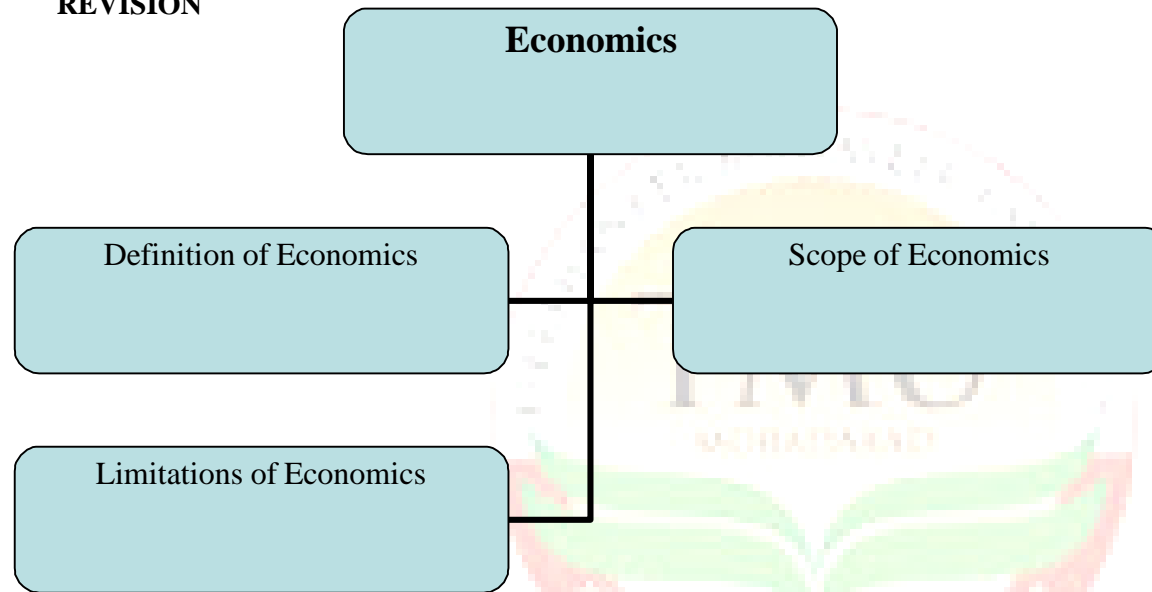 REVISION
Economics
Definition of Economics
Scope of Economics
Limitations of Economics